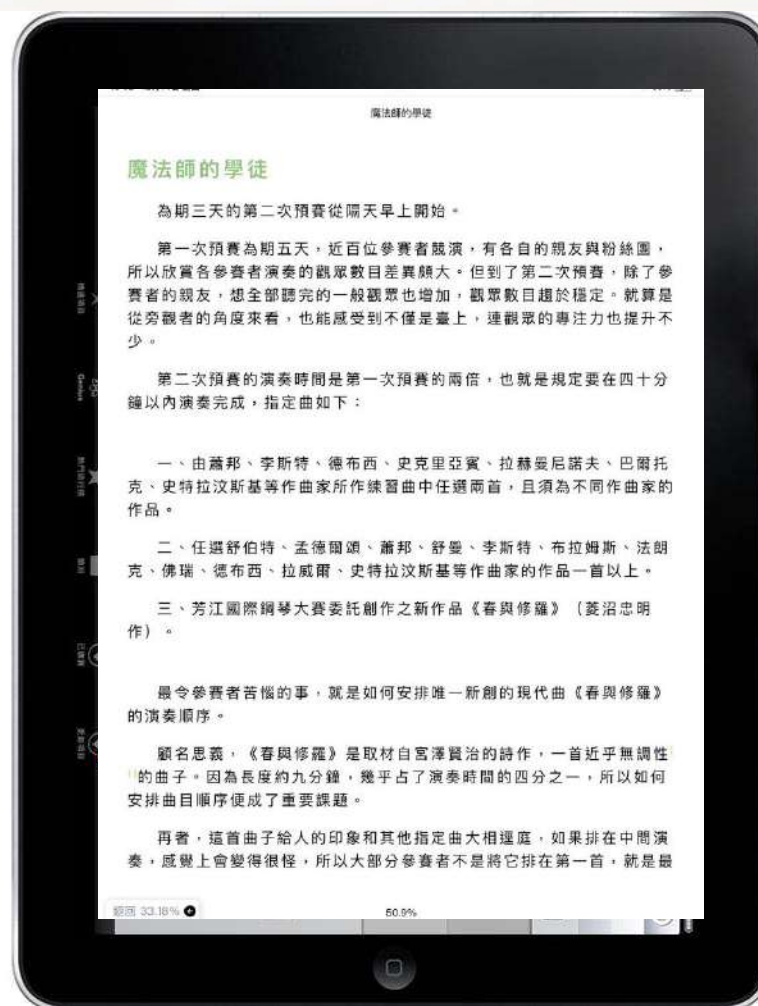 魔法師的學徒
魔法師的學徒
為期三天的第二次預賽從隔天早上開始。
第一次預賽為期五天，近百位參賽者競演，有各自的親友與粉絲團，
所以欣賞各參賽者演奏的觀眾數目差異頗大。但到了第二次預賽，除了參
賽者的親友，想全部聽完的一般觀眾也增加，觀眾數目趨於穩定。就算是
從旁觀者的角度來看，也能感受到不僅是臺上，連觀眾的專注力也提升不
少。
第二次預賽的演奏時間是第一次預賽的兩倍，也就是規定要在四十分
鐘以內演奏完成，指定曲如下：
一、由蕭邦、李斯特、德布西、史克里亞賓、拉赫曼尼諾夫、巴爾托
克、史特拉汶斯基等作曲家所作練習曲中任選兩首，且須為不同作曲家的
作品。
二、任選舒伯特、孟德爾頌、蕭邦、舒曼、李斯特、布拉姆斯、法朗
克、佛瑞、德布西、拉威爾、史特拉汶斯基等作曲家的作品一首以上。
三、芳江國際鋼琴大賽委託創作之新作品《春與修羅》（菱沼忠明
作）。
最令參賽者苦惱的事，就是如何安排唯一新創的現代曲《春與修羅》
的演奏順序。
顧名思義，《春與修羅》是取材自宮澤賢治的詩作，一首近乎無調性
的曲子。因為長度約九分鐘，幾乎占了演奏時間的四分之一，所以如何
安排曲目順序便成了重要課題。
再者，這首曲子給人的印象和其他指定曲大相逕庭，如果排在中間演
奏，感覺上會變得很怪，所以大部分參賽者不是將它排在第一首，就是最
返回 33.18%
50.9%
精選項目
Genius
熱門排行榜
類別
已購買
更新項目